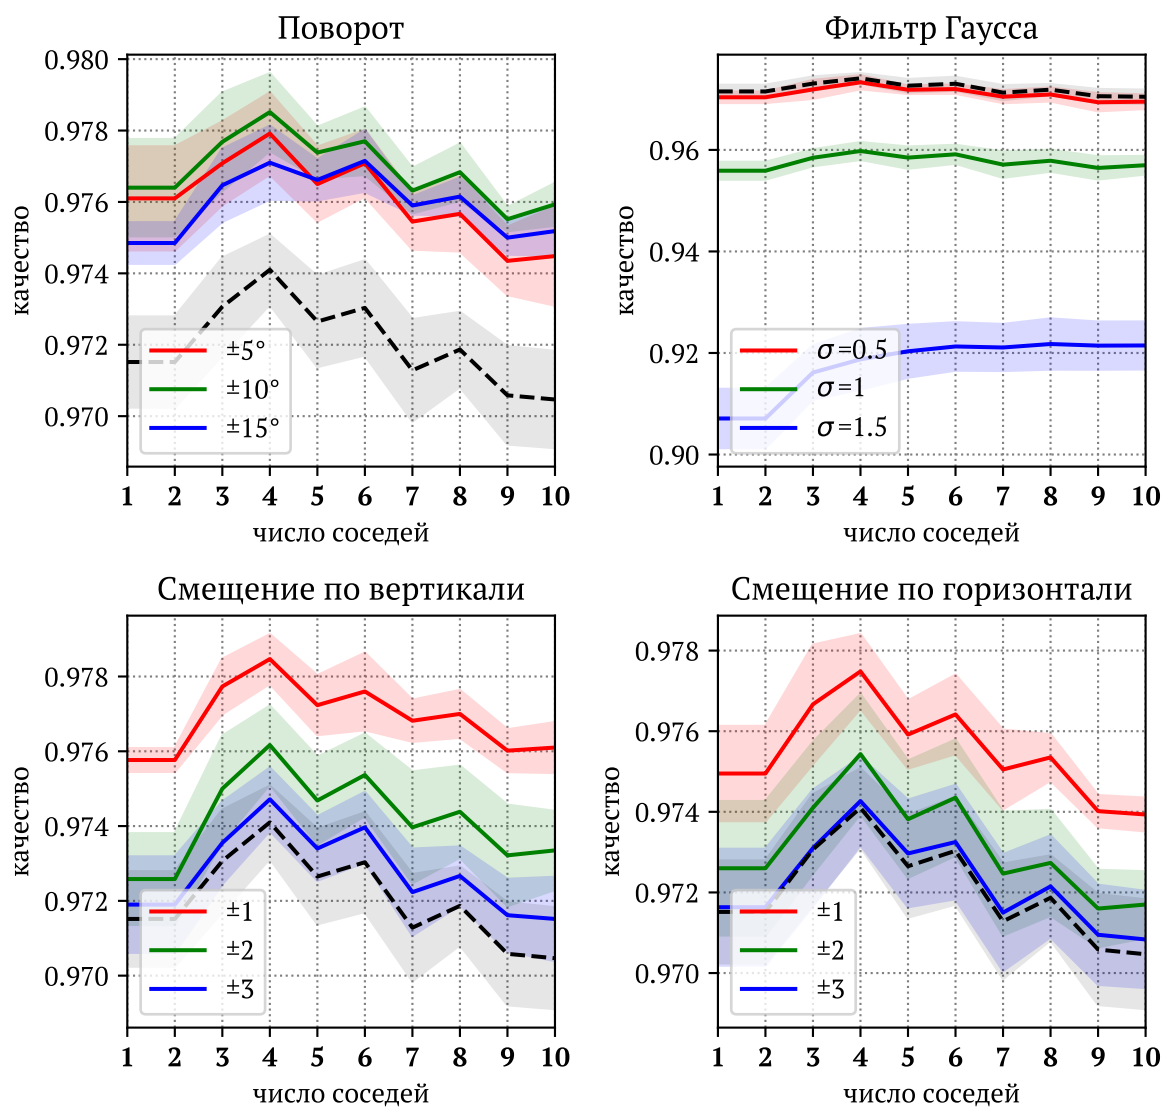 Поворот
0.980
0.978
0.976
0.974
0.972
0.970
качество
±5°
±10°
±15°
1 2 3 4 5 6 7 8 9 10
число соседей
Фильтр Гаусса
0.96
0.94
0.92
0.90
качество
σ=0.5
σ=1
σ=1.5
1 2 3 4 5 6 7 8 9 10
число соседей
Смещение по вертикали
0.978
0.976
0.974
0.972
0.970
качество
±1
±2
±3
1 2 3 4 5 6 7 8 9 10
число соседей
Смещение по горизонтали
0.978
0.976
0.974
0.972
0.970
качество
±1
±2
±3
1 2 3 4 5 6 7 8 9 10
число соседей